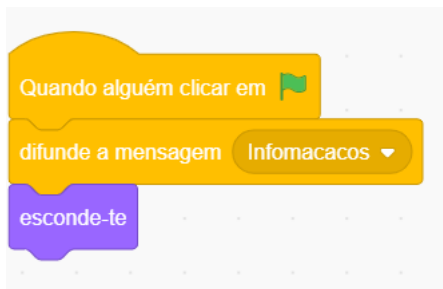 Quando alguém clicar em
difunde a mensagem Infomacacos
esconde-te